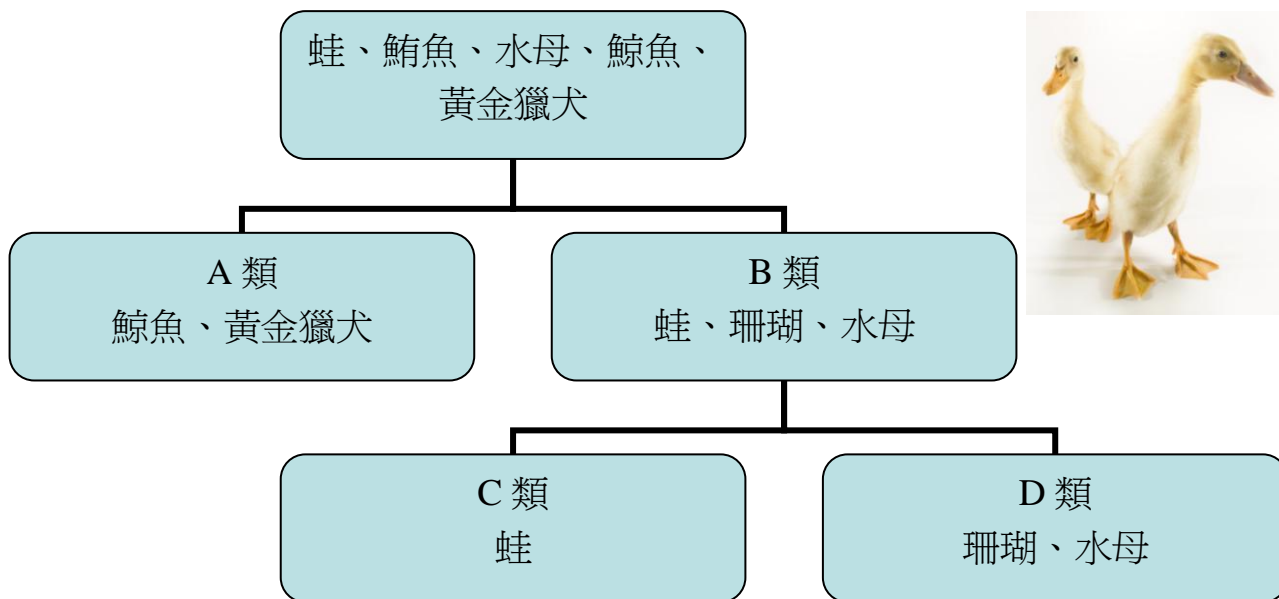 蛙、鮪魚、水母、鯨魚、
黃金獵犬
A 類
鯨魚、黃金獵犬
B 類
蛙、珊瑚、水母
C 類
蛙
D 類
珊瑚、水母